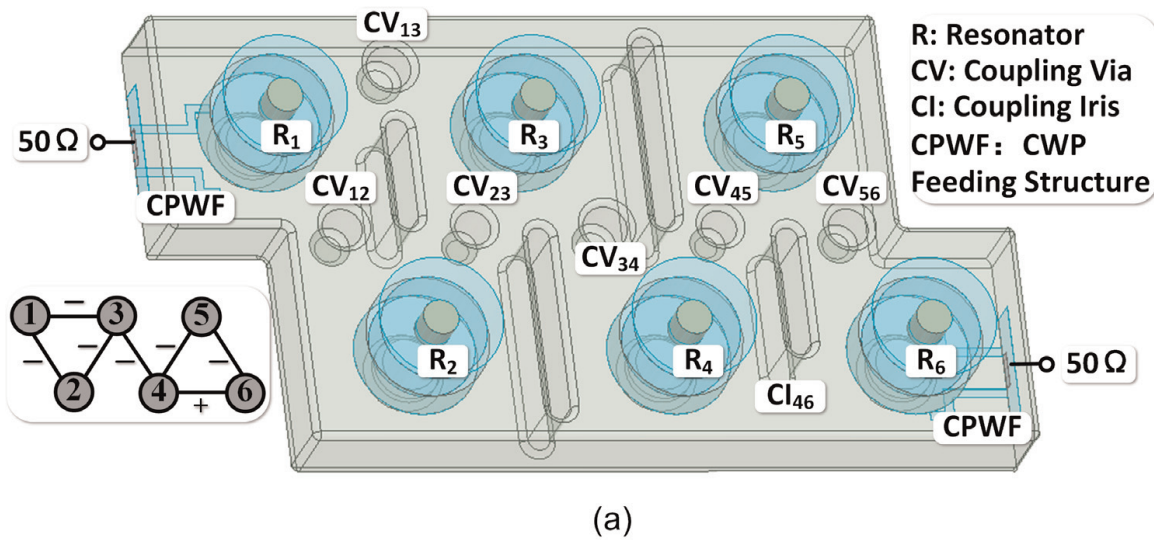 CV13
R: Resonator
CV: Coupling Via
CI: Coupling Iris
CPWF: CWP
Feeding Structure
50 Ω
R1
R3
R5
CPWF
CV12
CV23
CV45
CV56
CV34
1
−
3
5
−
−
−
−
−
2
4
+
6
R2
R4
R6
50 Ω
CI46
CPWF
(a)